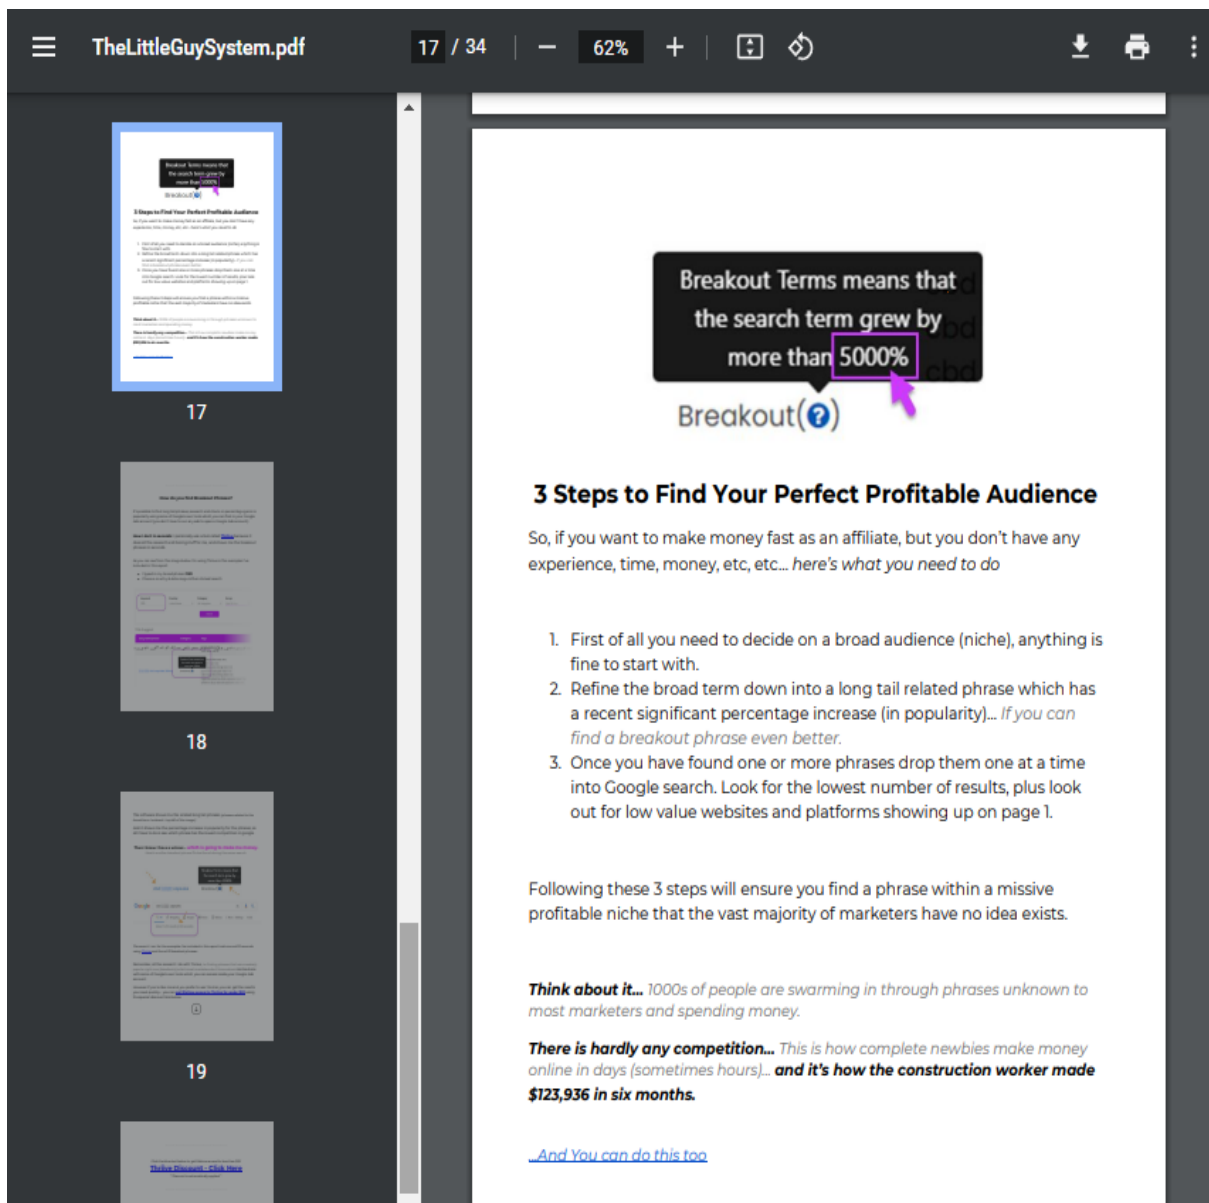 TheLittleGuySystem.pdf
17 / 34
62%
17
18
19
Thrive Discount - Click Here
Breakout Terms means that
the search term grew by
more than 5000%
cbd
cbd
cbd
Breakout(?)
3 Steps to Find Your Perfect Profitable Audience
So, if you want to make money fast as an affiliate, but you don't have any
experience, time, money, etc, etc... here's what you need to do
1. First of all you need to decide on a broad audience (niche), anything is
fine to start with.
2. Refine the broad term down into a long tail related phrase which has
a recent significant percentage increase (in popularity)... If you can
find a breakout phrase even better.
3. Once you have found one or more phrases drop them one at a time
into Google search. Look for the lowest number of results, plus look
out for low value websites and platforms showing up on page 1.
Following these 3 steps will ensure you find a phrase within a missive
profitable niche that the vast majority of marketers have no idea exists.
Think about it... 1000s of people are swarming in through phrases unknown to
most marketers and spending money.
There is hardly any competition... This is how complete newbies make money
online in days (sometimes hours)... and it's how the construction worker made
$123,936 in six months.
...And You can do this too